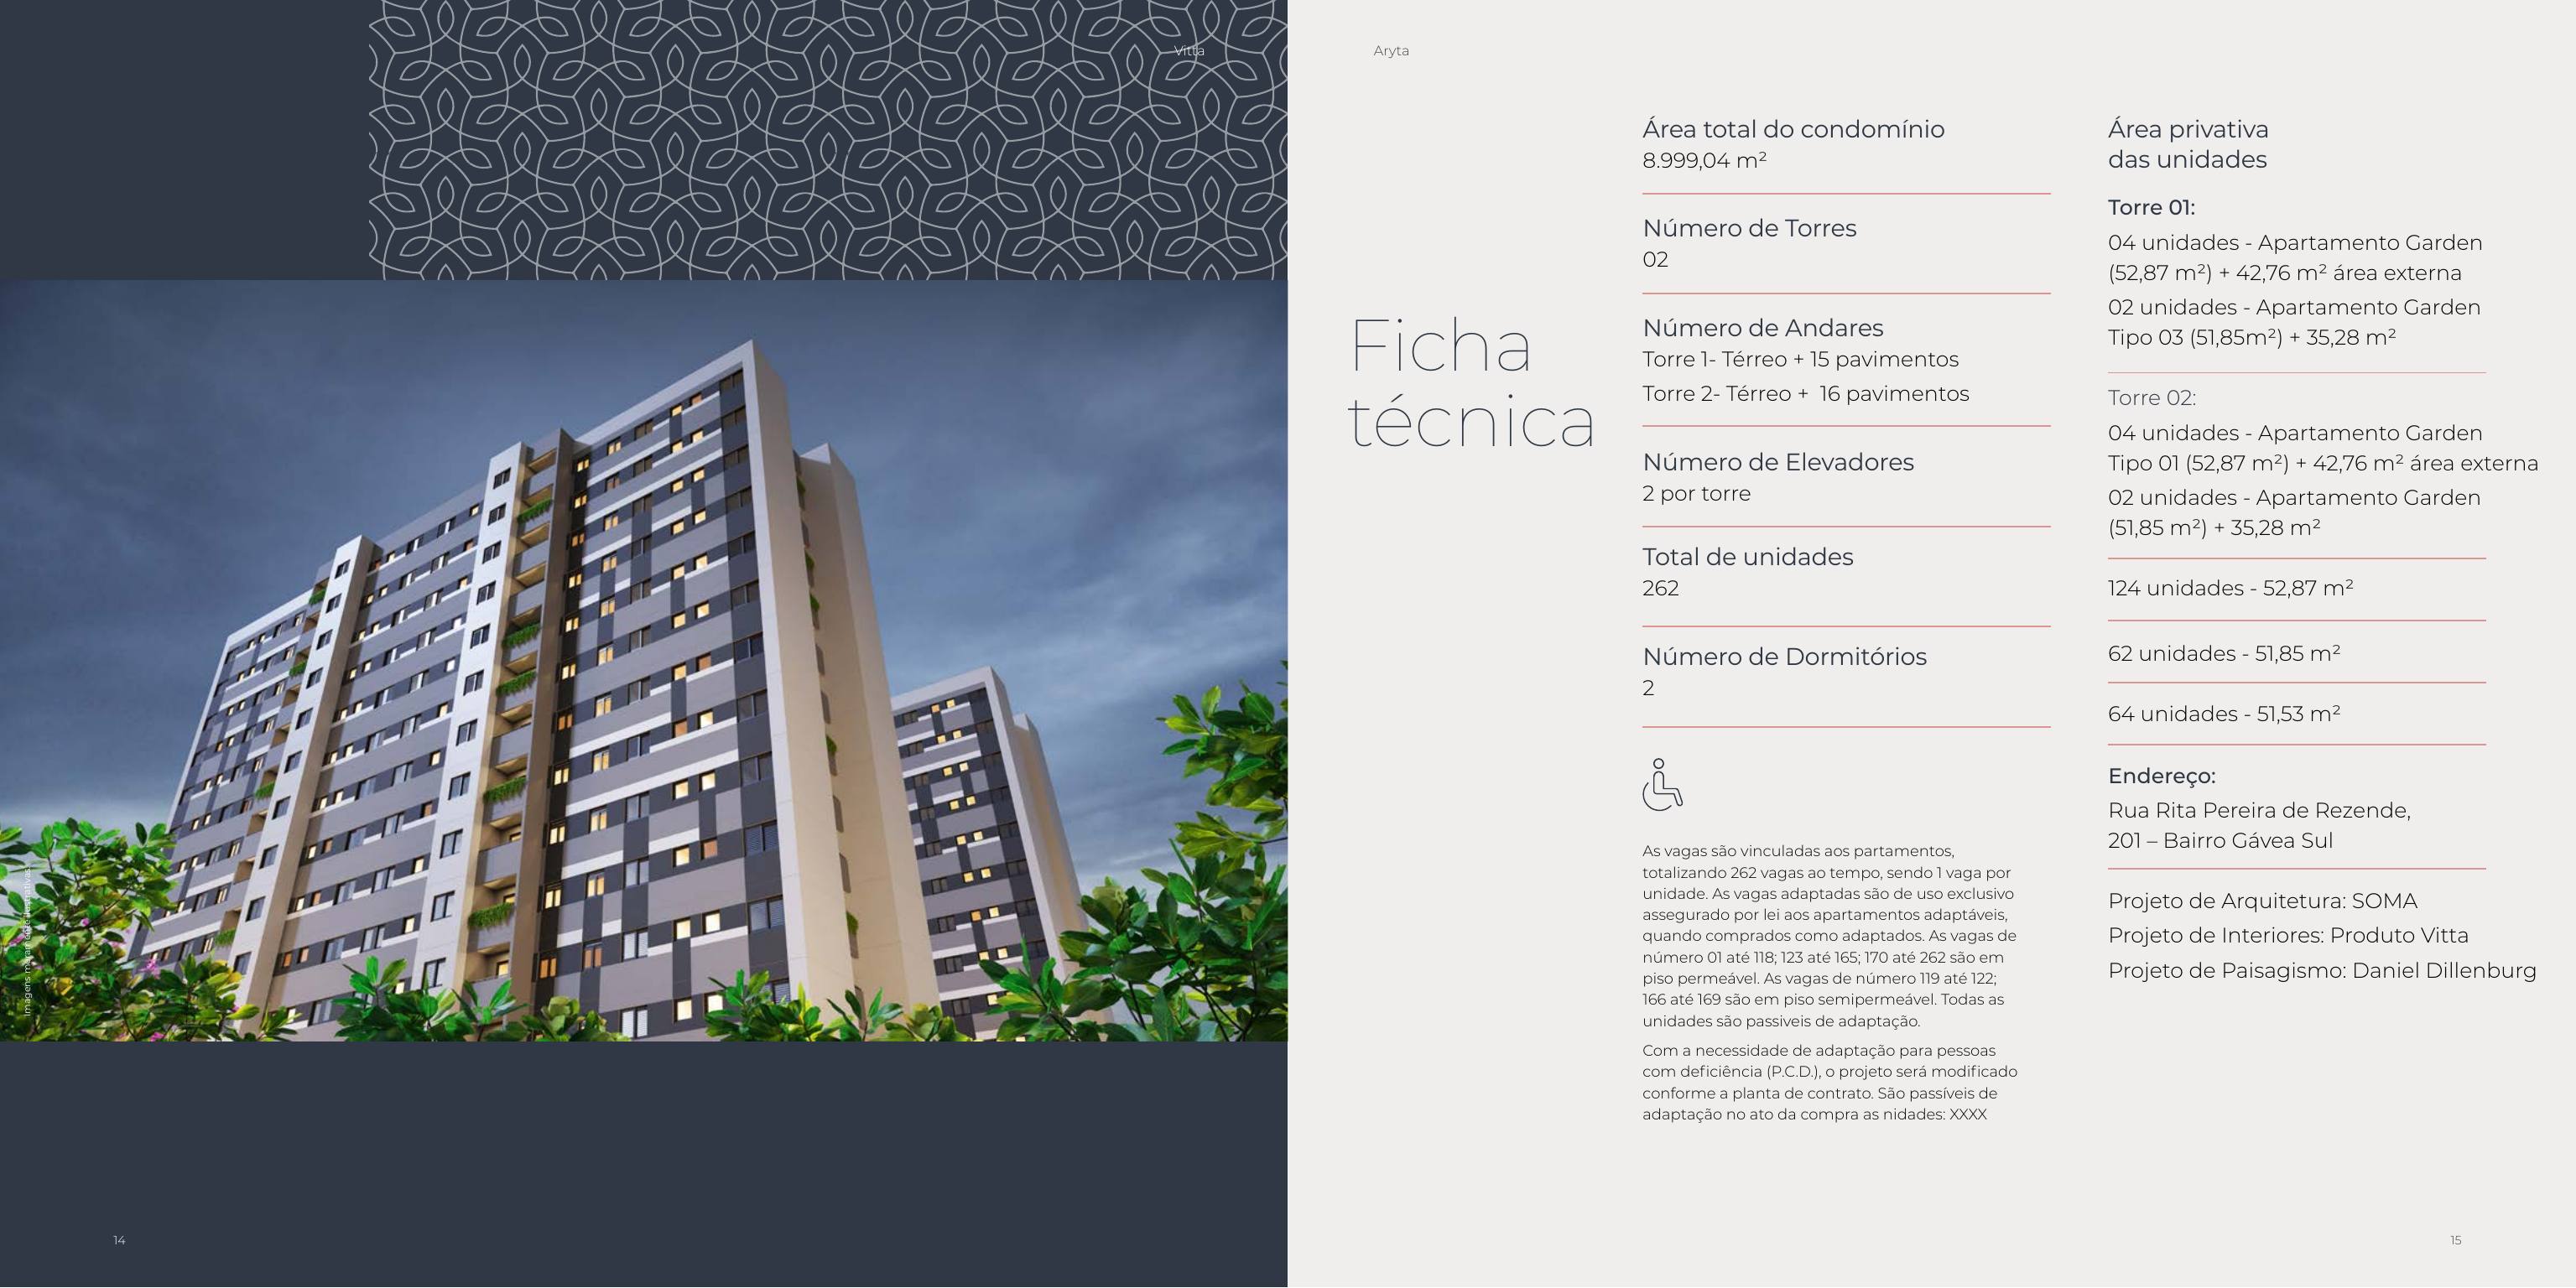 Vitta
Imagens meramente ilustrativas
14
Aryta
Ficha
técnica
Área total do condomínio
8.999,04 m²
Número de Torres
02
Número de Andares
Torre 1- Térreo + 15 pavimentos
Torre 2- Térreo + 16 pavimentos
Número de Elevadores
2 por torre
Total de unidades
262
Número de Dormitórios
2
As vagas são vinculadas aos partamentos,
totalizando 262 vagas ao tempo, sendo 1 vaga por
unidade. As vagas adaptadas são de uso exclusivo
assegurado por lei aos apartamentos adaptáveis,
quando comprados como adaptados. As vagas de
número 01 até 118; 123 até 165; 170 até 262 são em
piso permeável. As vagas de número 119 até 122;
166 até 169 são em piso semipermeável. Todas as
unidades são passiveis de adaptação.
Com a necessidade de adaptação para pessoas
com deficiência (P.C.D.), o projeto será modificado
conforme a planta de contrato. São passíveis de
adaptação no ato da compra as nidades: XXXX
Área privativa
das unidades
Torre 01:
04 unidades - Apartamento Garden
(52,87 m²) + 42,76 m² área externa
02 unidades - Apartamento Garden
Tipo 03 (51,85m²) + 35,28 m²
Torre 02:
04 unidades - Apartamento Garden
Tipo 01 (52,87 m²) + 42,76 m² área externa
02 unidades - Apartamento Garden
(51,85 m²) + 35,28 m²
124 unidades - 52,87 m²
62 unidades - 51,85 m²
64 unidades - 51,53 m²
Endereço:
Rua Rita Pereira de Rezende,
201 – Bairro Gávea Sul
Projeto de Arquitetura: SOMA
Projeto de Interiores: Produto Vitta
Projeto de Paisagismo: Daniel Dillenburg
15